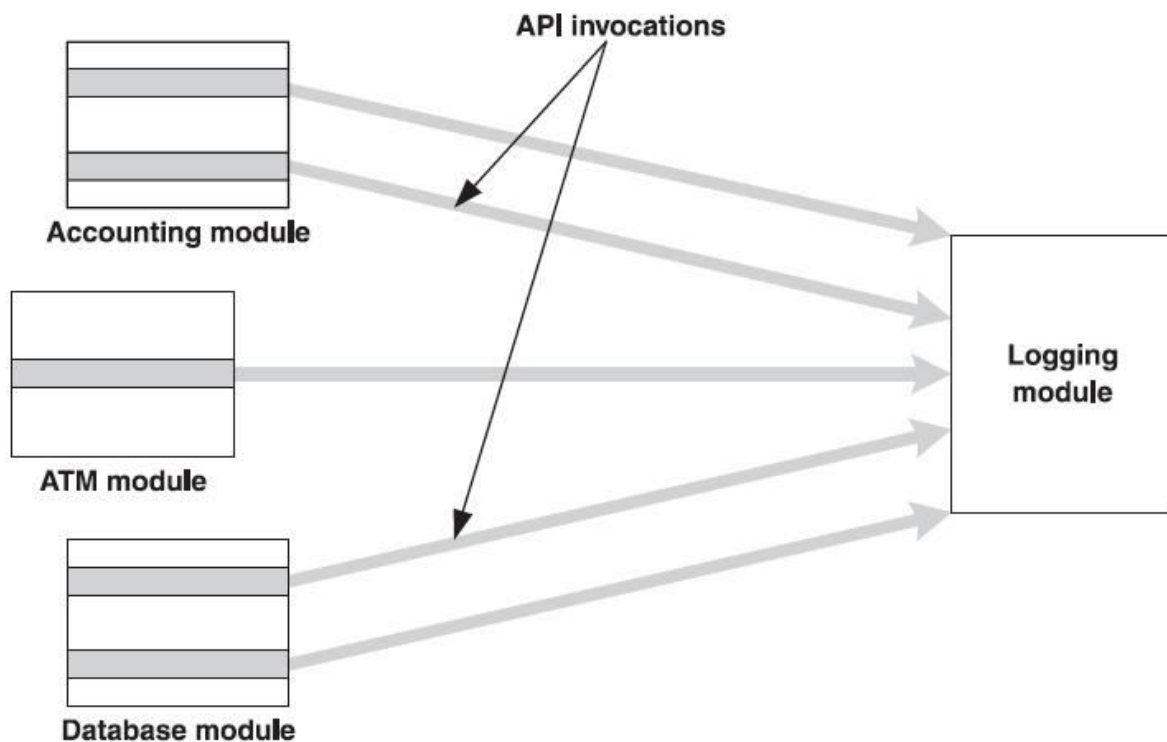 API invocations
Accounting module
Logging
module
ATM module
Database module